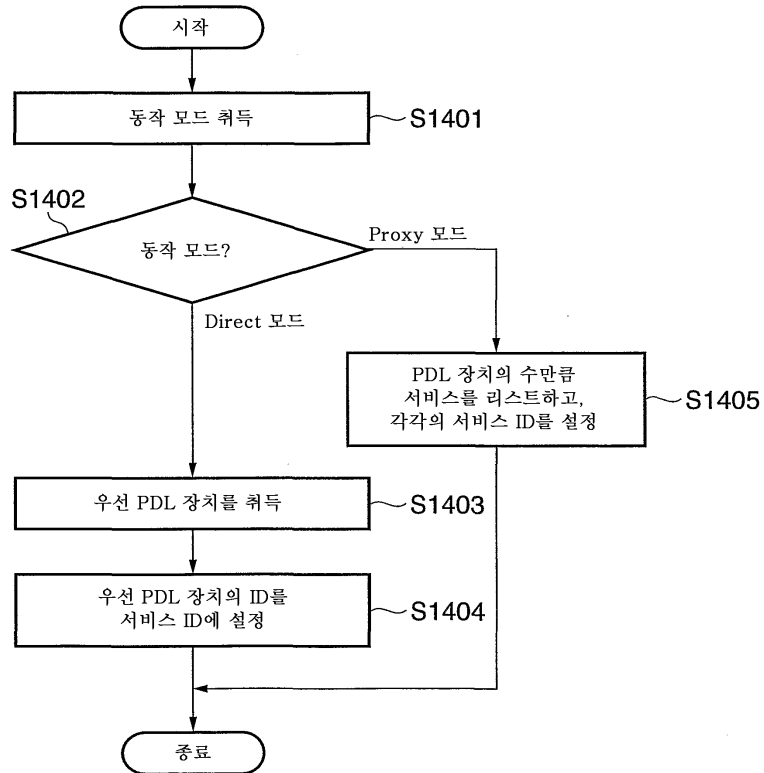 시작
동작 모드 취득
S1401
S1402
동작 모드?
Proxy 모드
Direct 모드
PDL 장치의 수만큼
서비스를 리스트하고,
각각의 서비스 ID를 설정
S1405
우선 PDL 장치를 취득
S1403
우선 PDL 장치의 ID를
서비스 ID에 설정
S1404
종료